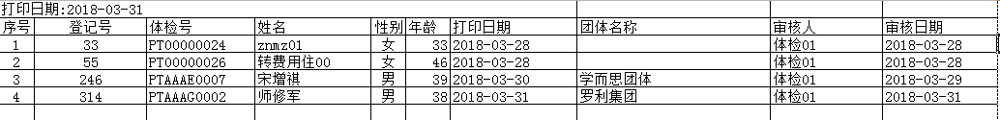 打印日期:2018-03-31
序号 登记号 体检号 姓名 性别 年龄 打印日期 团体名称 审核人 审核日期
1 33 PT00000024 znmz01 女 33 2018-03-28 体检01 2018-03-28
2 55 PT00000026 转费用住00 女 46 2018-03-28 体检01 2018-03-28
3 246 PTAAAE0007 宋增祺 男 39 2018-03-30 学而思团体 体检01 2018-03-29
4 314 PTAAAG0002 师修军 男 38 2018-03-31 罗利集团 体检01 2018-03-31